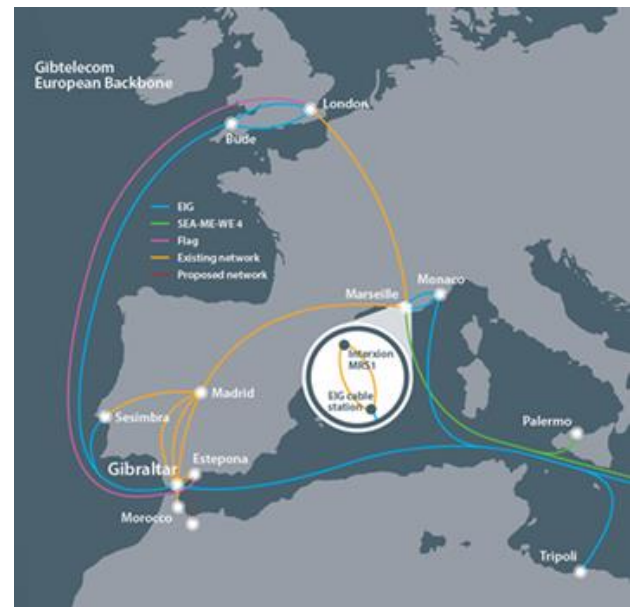 Gibtelecom
European Backbone
London
Bude
EIG
SEA-ME-WE 4
Flag
Existing network
Proposed network
Monaco
Marseille
Interxion
MRS1
EIG cable
station
Madrid
Sesimbra
Palermo
Estepona
Gibraltar
Morocco
Tripoli